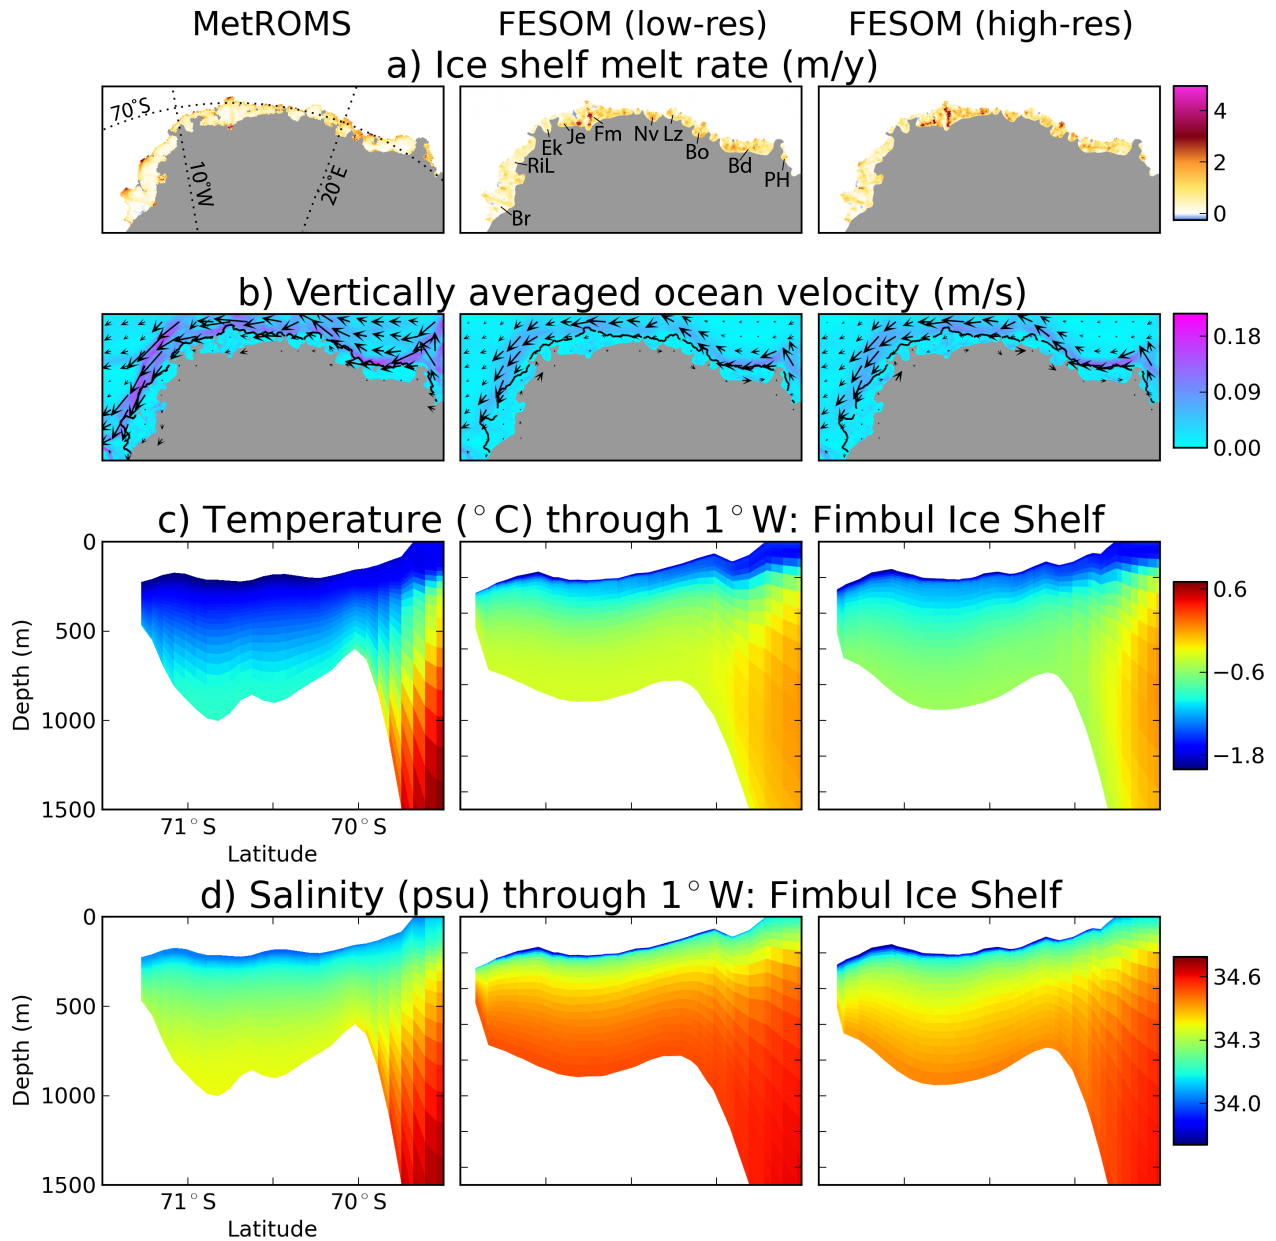 MetROMS FESOM (low-res) FESOM (high-res)
a) Ice shelf melt rate (m/y)
70°S
10°W
20°E
Ek
Je
Fm
Nv
Lz
Bo
Bd
PH
RiL
Br
4
2
0
b) Vertically averaged ocean velocity (m/s)
0.18
0.09
0.00
c) Temperature (°C) through 1°W: Fimbul Ice Shelf
0
500
1000
1500
Depth (m)
71°S 70°S
Latitude
0.6
−0.6
−1.8
d) Salinity (psu) through 1°W: Fimbul Ice Shelf
0
500
1000
1500
Depth (m)
71°S 70°S
Latitude
34.6
34.3
34.0